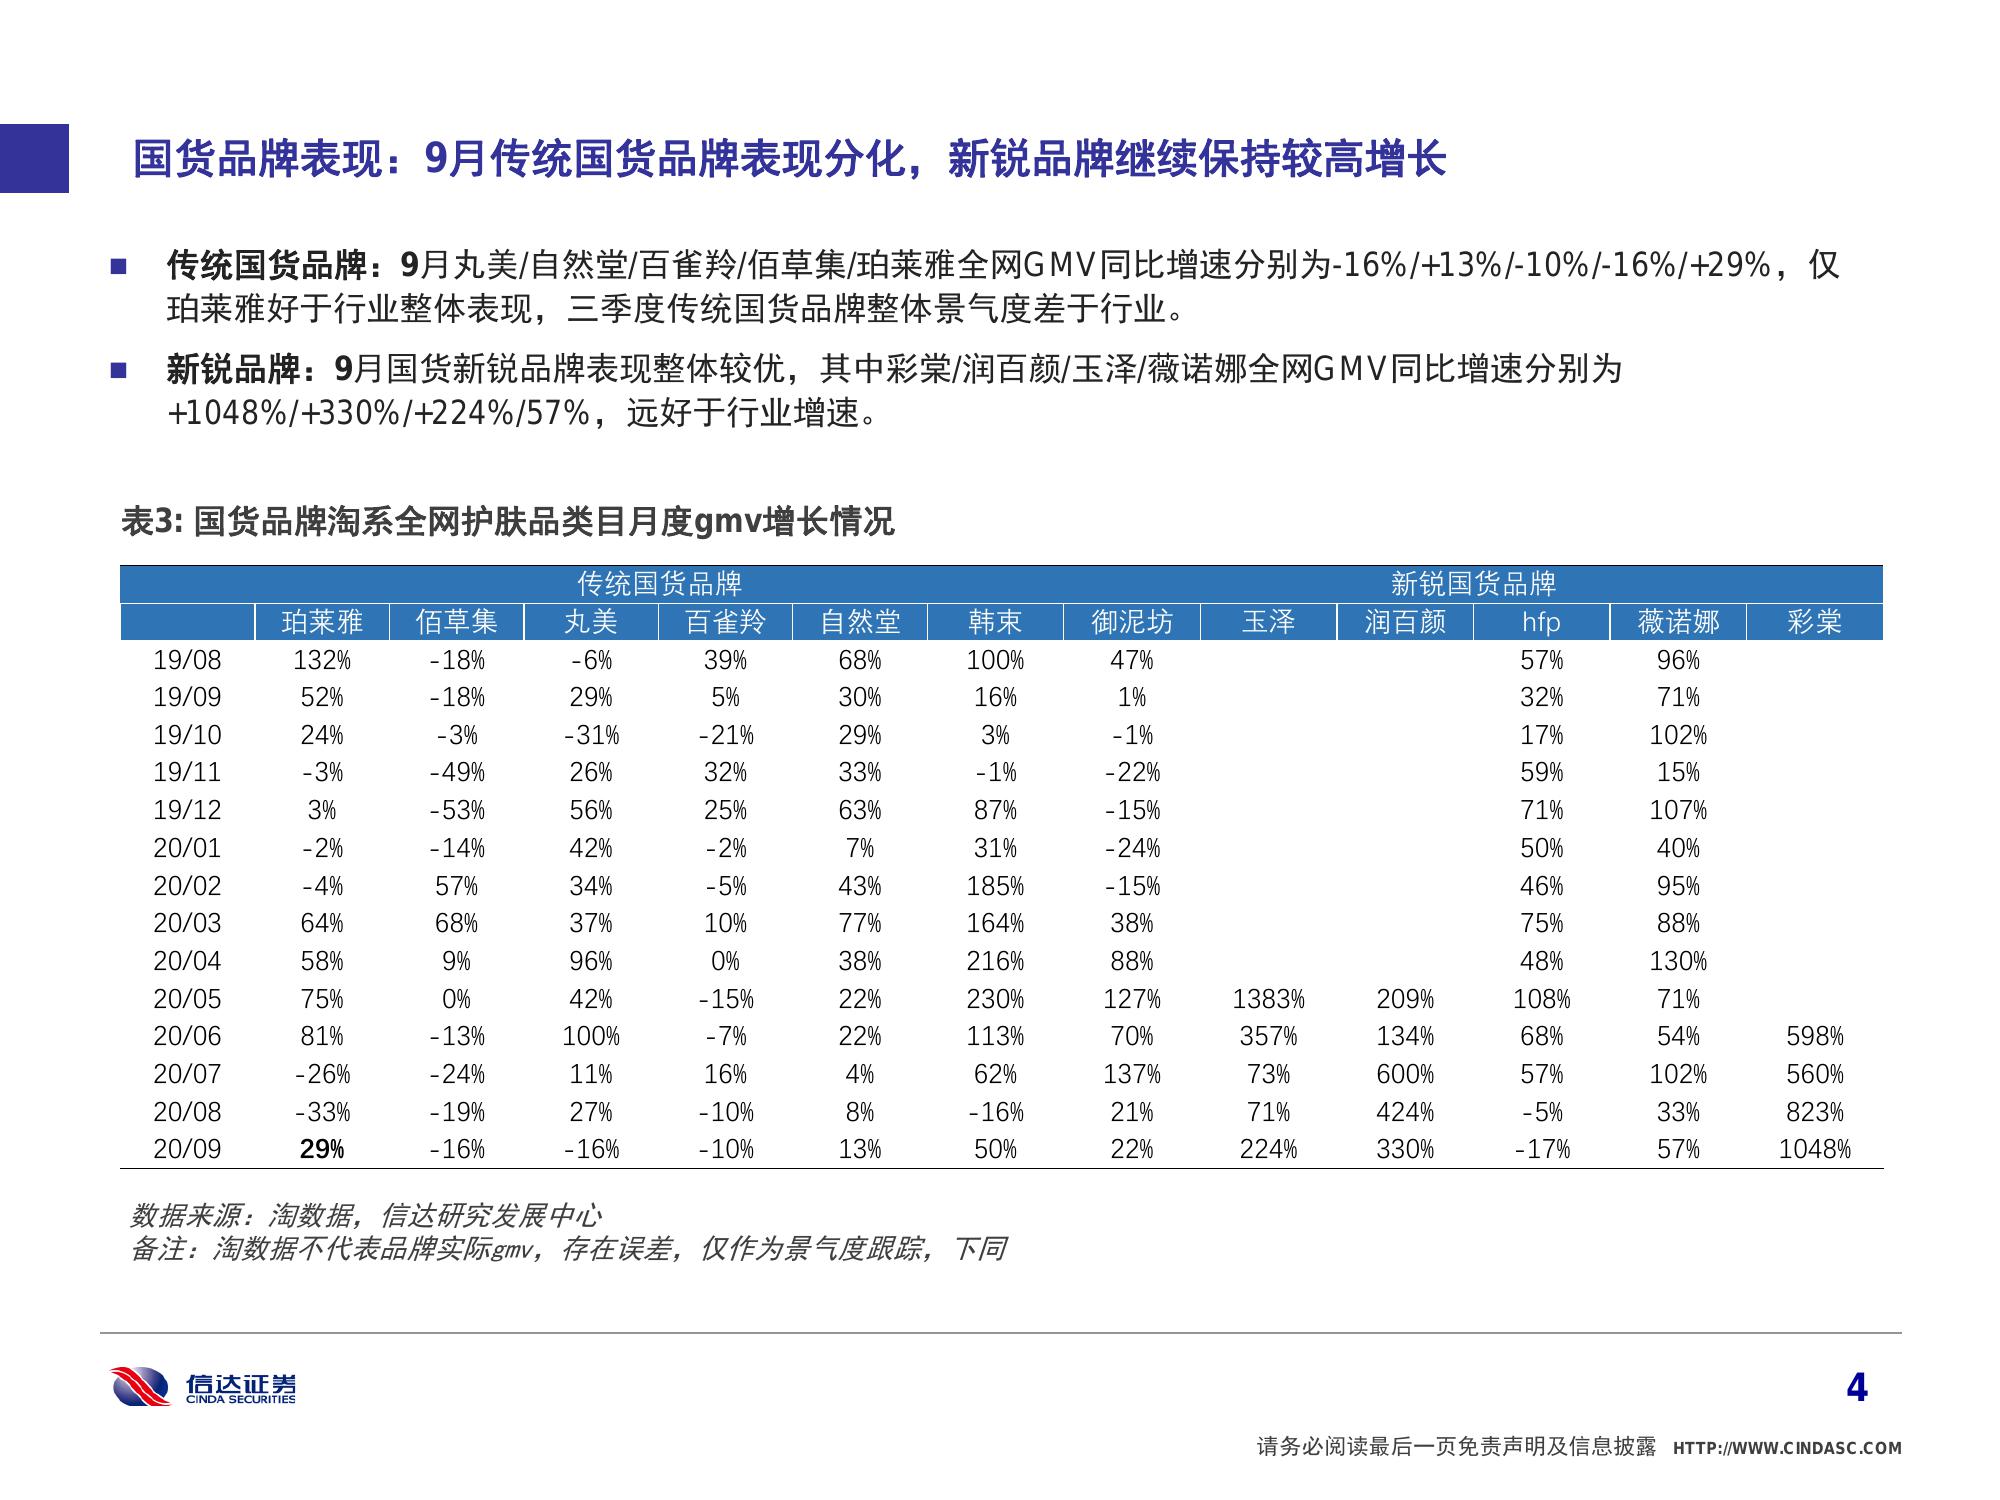 国货品牌表现：9月传统国货品牌表现分化，新锐品牌继续保持较高增长
■ 传统国货品牌：9月丸美/自然堂/百雀羚/佰草集/珀莱雅全网GMV同比增速分别为-16%/+13%/-10%/-16%/+29%，仅
珀莱雅好于行业整体表现，三季度传统国货品牌整体景气度差于行业。
■ 新锐品牌：9月国货新锐品牌表现整体较优，其中彩棠/润百颜/玉泽/薇诺娜全网GMV同比增速分别为
+1048%/+330%/+224%/57%，远好于行业增速。
表3: 国货品牌淘系全网护肤品类目月度gmv增长情况
传统国货品牌 新锐国货品牌
珀莱雅 佰草集 丸美 百雀羚 自然堂 韩束 御泥坊 玉泽 润百颜 hfp 薇诺娜 彩棠
19/08 132% -18% -6% 39% 68% 100% 47% 57% 96%
19/09 52% -18% 29% 5% 30% 16% 1% 32% 71%
19/10 24% -3% -31% -21% 29% 3% -1% 17% 102%
19/11 -3% -49% 26% 32% 33% -1% -22% 59% 15%
19/12 3% -53% 56% 25% 63% 87% -15% 71% 107%
20/01 -2% -14% 42% -2% 7% 31% -24% 50% 40%
20/02 -4% 57% 34% -5% 43% 185% -15% 46% 95%
20/03 64% 68% 37% 10% 77% 164% 38% 75% 88%
20/04 58% 9% 96% 0% 38% 216% 88% 48% 130%
20/05 75% 0% 42% -15% 22% 230% 127% 1383% 209% 108% 71%
20/06 81% -13% 100% -7% 22% 113% 70% 357% 134% 68% 54% 598%
20/07 -26% -24% 11% 16% 4% 62% 137% 73% 600% 57% 102% 560%
20/08 -33% -19% 27% -10% 8% -16% 21% 71% 424% -5% 33% 823%
20/09 29% -16% -16% -10% 13% 50% 22% 224% 330% -17% 57% 1048%
数据来源：淘数据，信达研究发展中心
备注：淘数据不代表品牌实际gmv，存在误差，仅作为景气度跟踪，下同
信达证券
CINDA SECURITIES
4
请务必阅读最后一页免责声明及信息披露 HTTP://WWW.CINDASC.COM